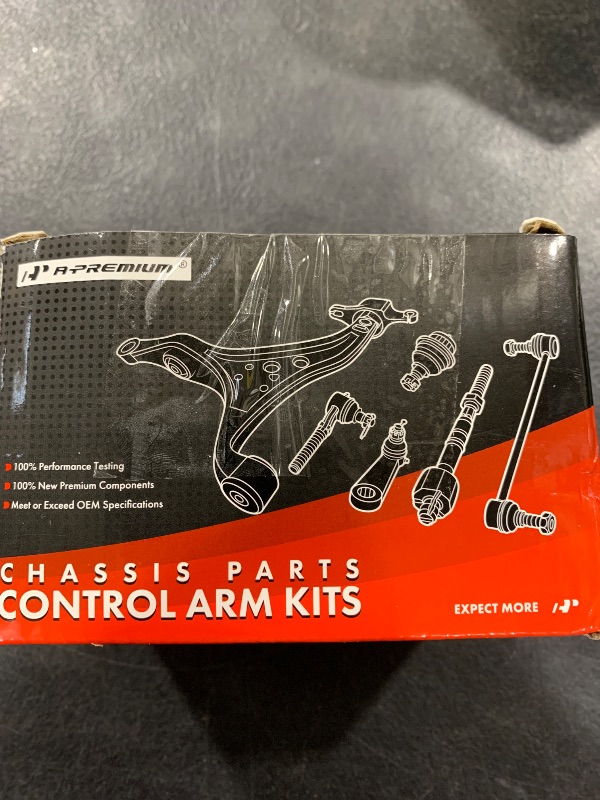 A-PREMIUM®
100% Performance Testing
100% New Premium Components
Meet or Exceed OEM Specifications
CHASSIS PARTS
CONTROL ARM KITS
EXPECT MORE